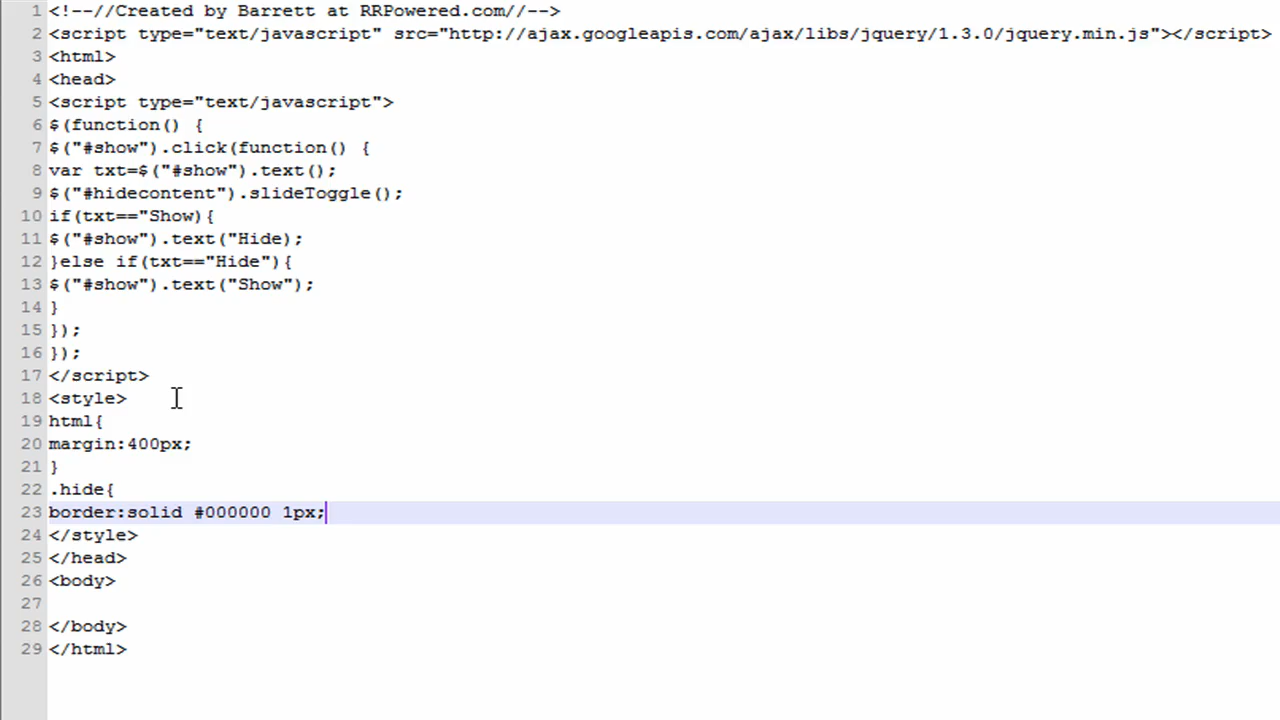 1 <!--//Created by Barrett at RRPowered.com//-->
2 <script type="text/javascript" src="http://ajax.googleapis.com/ajax/libs/jquery/1.3.0/jquery.min.js"></script>
3 <html>
4 <head>
5 <script type="text/javascript">
6 $(function() {
7 $("#show").click(function() {
8 var txt=$("#show").text();
9 $("#hidecontent").slideToggle();
10 if(txt=="Show){
11 $("#show").text("Hide);
12 }else if(txt=="Hide"){
13 $("#show").text("Show");
14 }
15 });
16 });
17 </script>
18 <style>
19 html{
20 margin:400px;
21 }
22 .hide{
23 border:solid #000000 1px;
24 </style>
25 </head>
26 <body>
27
28 </body>
29 </html>